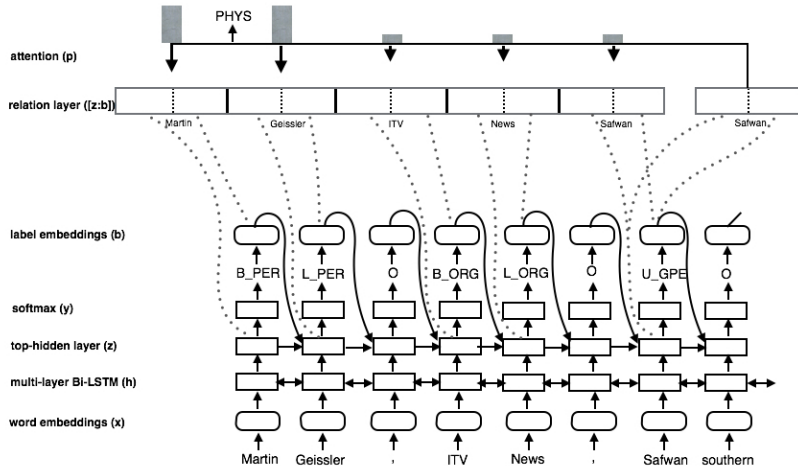 PHYS
attention (p)
relation layer ([z:b])
Martin Geissler ITV News Safwan Safwan
label embeddings (b)
B_PER L_PER O B_ORG L_ORG O U_GPE O
softmax (y)
top-hidden layer (z)
multi-layer Bi-LSTM (h)
word embeddings (x)
Martin Geissler , ITV News , Safwan southern